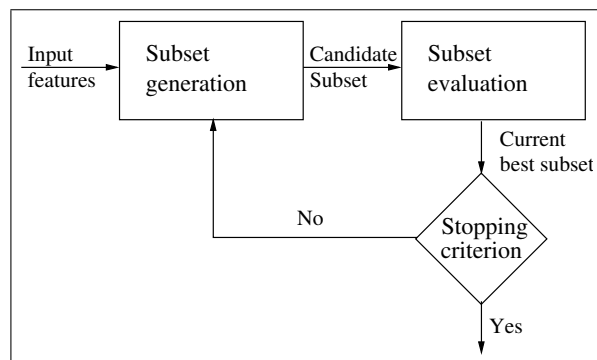 Input
features
Subset
generation
Candidate
Subset
Subset
evaluation
Current
best subset
Stopping
criterion
No
Yes